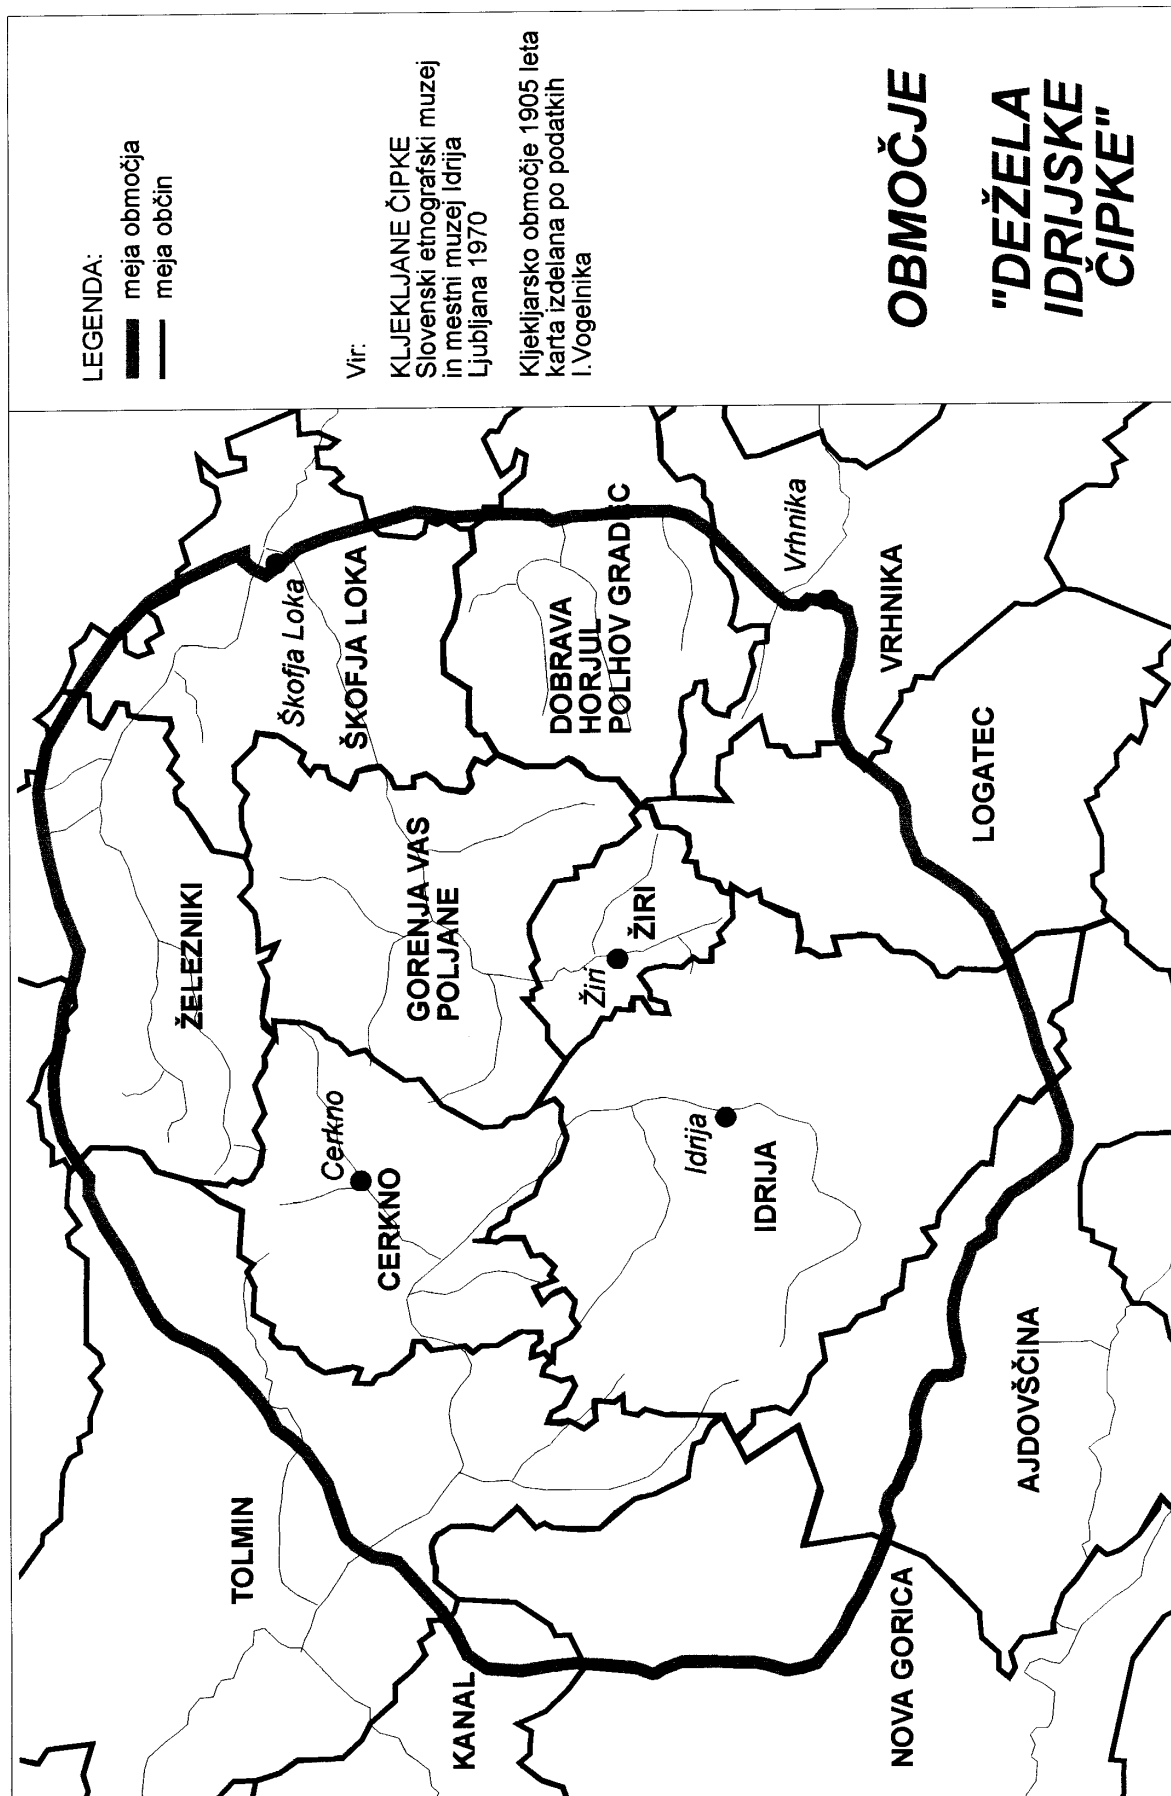 LEGENDA:
meja območja
meja občin
Vir:
KLJEKLJANE ČIPKE
Slovenski etnografski muzej
in mestni muzej Idrija
Ljubljana 1970
Kljekljarsko območje 1905 leta
karta izdelana po podatkih
I.Vogelnika
OBMOČJE
"DEŽELA
IDRIJSKE
ČIPKE"
Škofja Loka
ŠKOFJA LOKA
DOBRAVA
HORJUL
POLHOV GRADEC
Vrhnika
VRHNIKA
LOGATEC
ŽELEZNIKI
GORENJA VAS
POLJANE
Žiri
ŽIRI
Cerkno
CERKNO
Idrija
IDRIJA
AJDOVŠČINA
TOLMIN
KANAL
NOVA GORICA